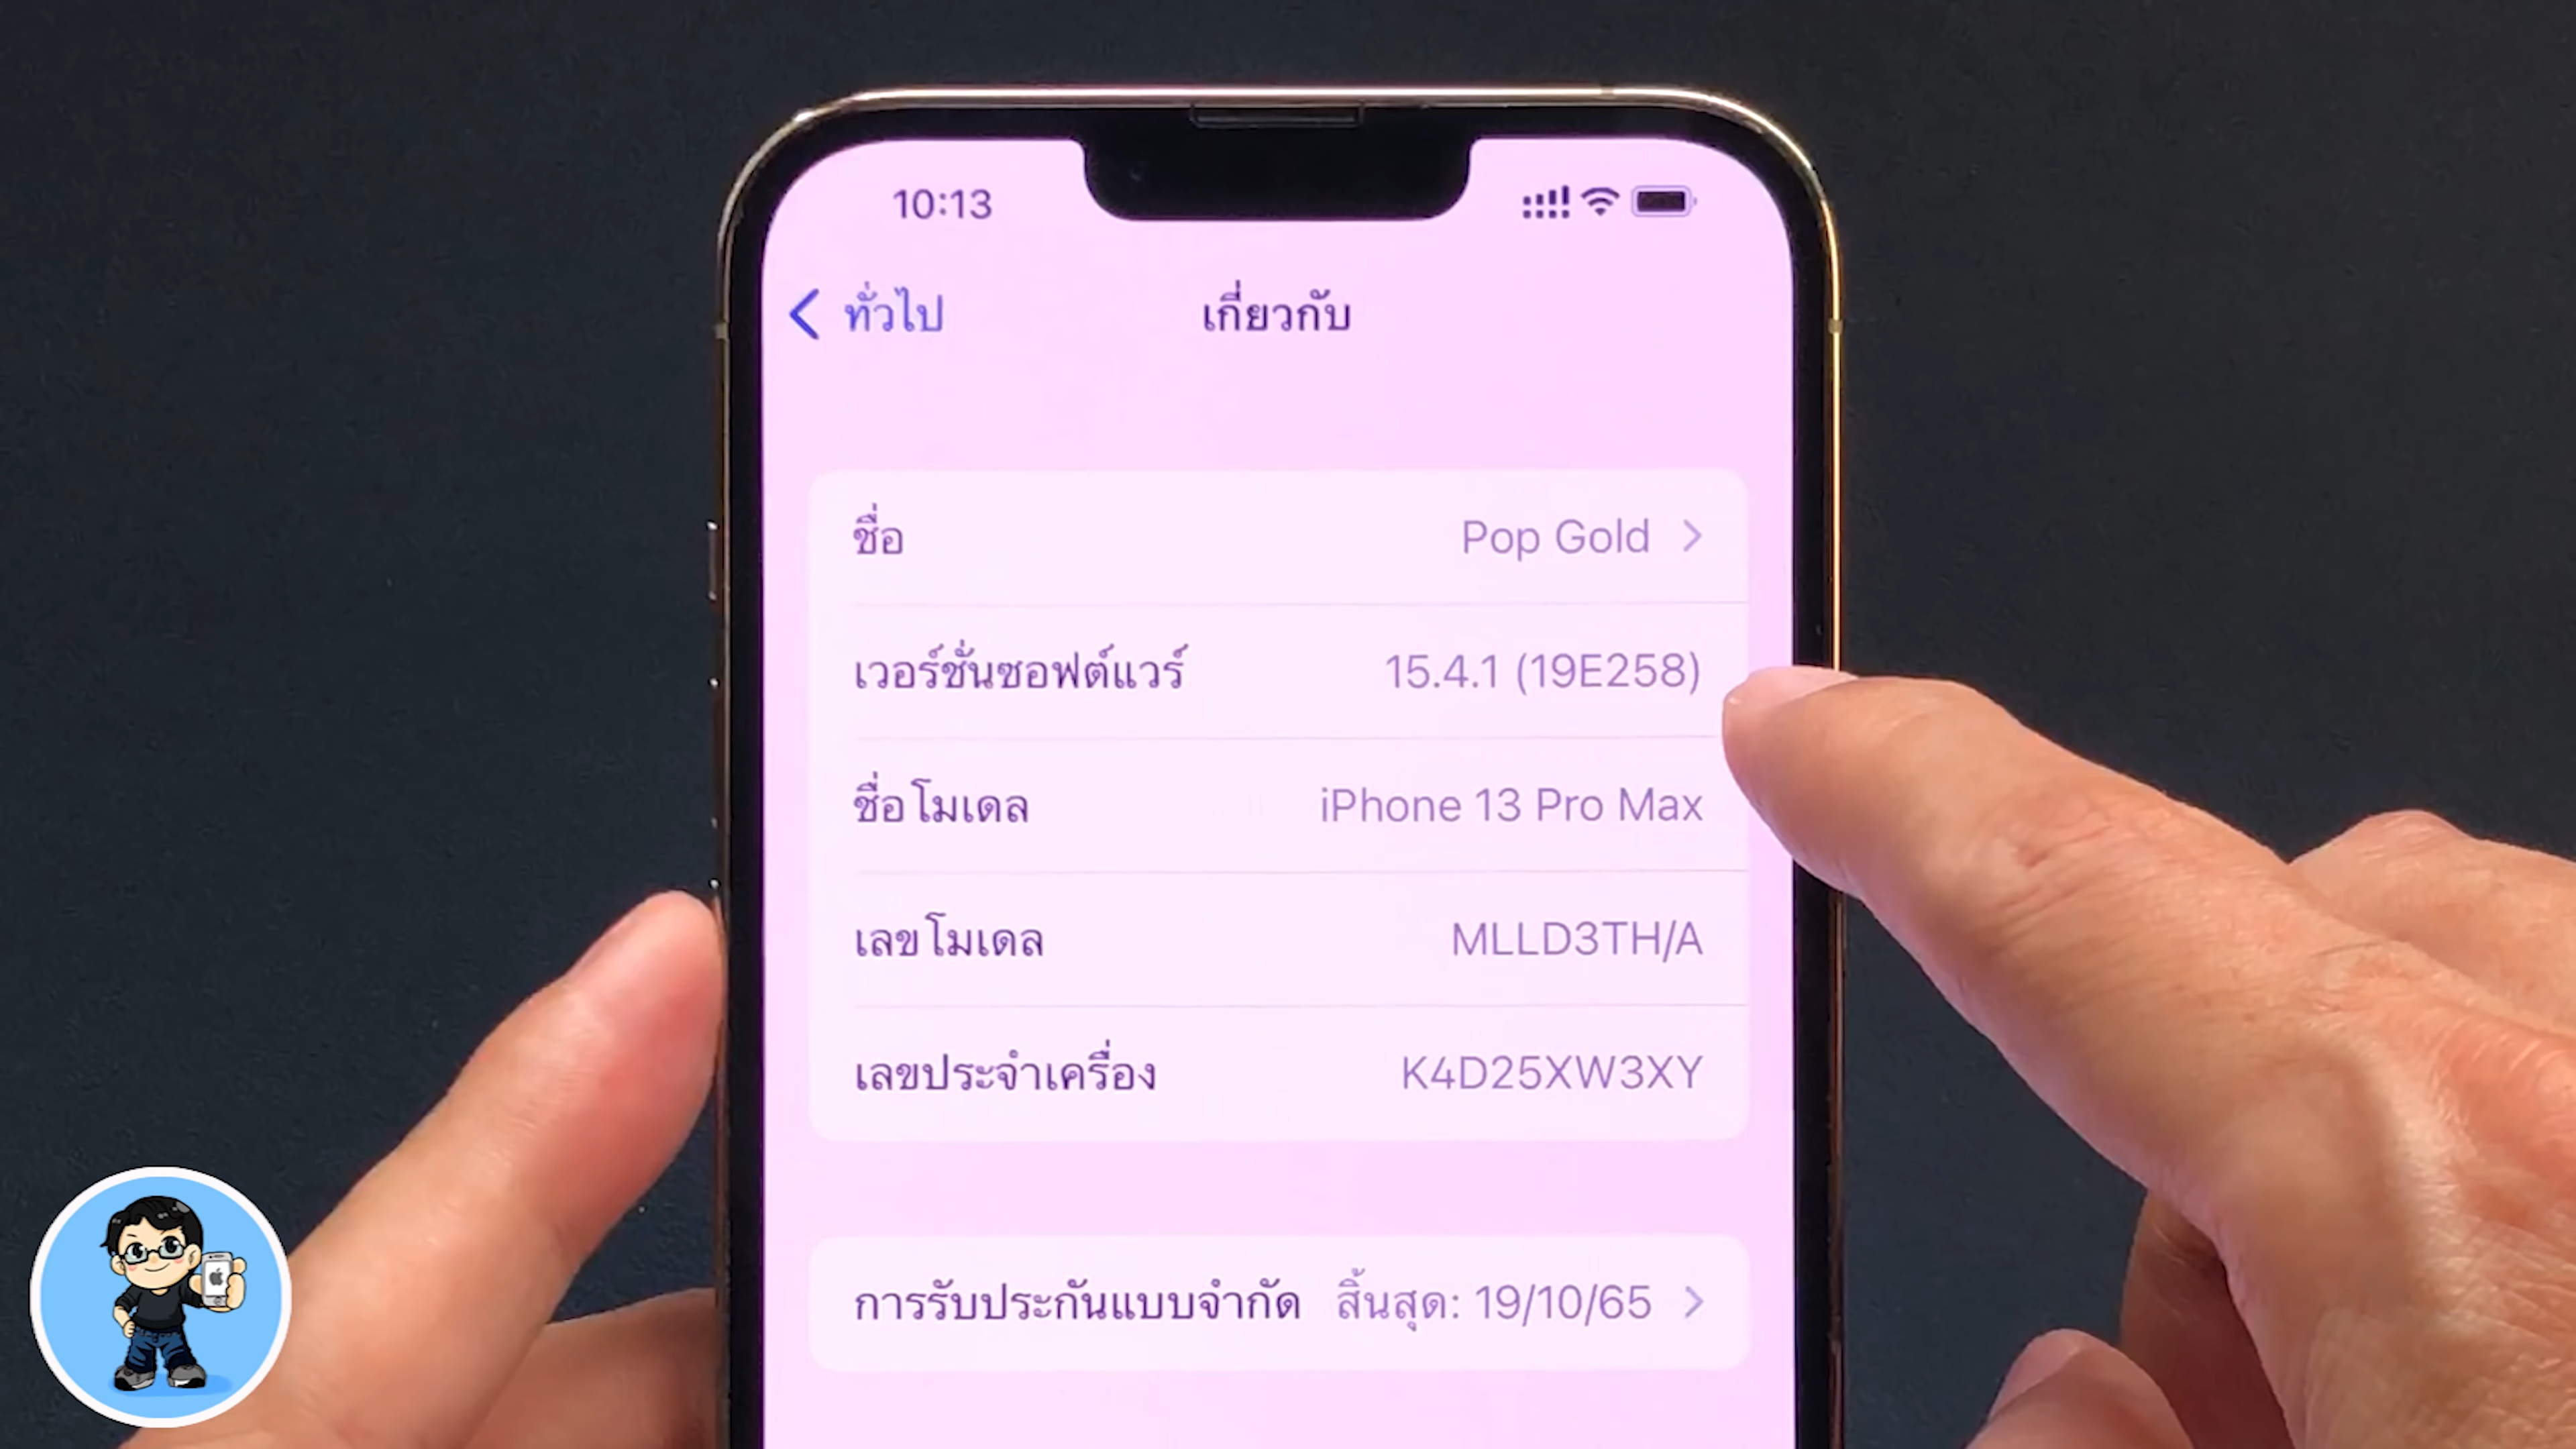 10:13
ทั่วไป
เกี่ยวกับ
ชื่อ Pop Gold
เวอร์ชั่นซอฟต์แวร์ 15.4.1 (19E258)
ชื่อโมเดล iPhone 13 Pro Max
เลขโมเดล MLLD3TH/A
เลขประจำเครื่อง K4D25XW3XY
การรับประกันแบบจำกัด สิ้นสุด: 19/10/65